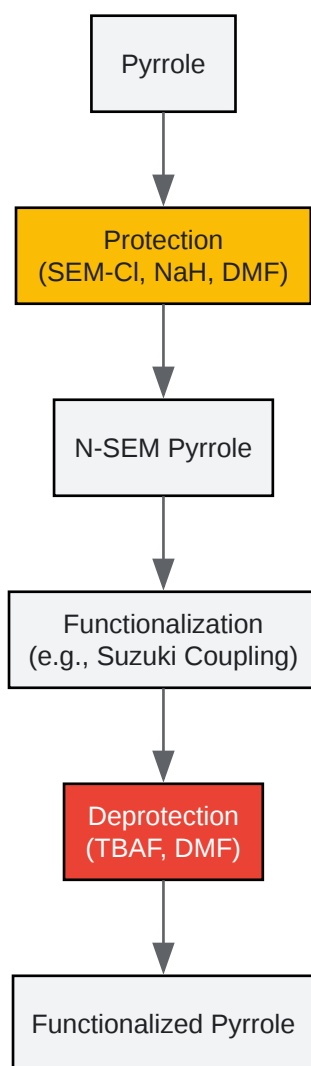 Pyrrole
Protection
(SEM-Cl, NaH, DMF)
N-SEM Pyrrole
Functionalization
(e.g., Suzuki Coupling)
Deprotection
(TBAF, DMF)
Functionalized Pyrrole